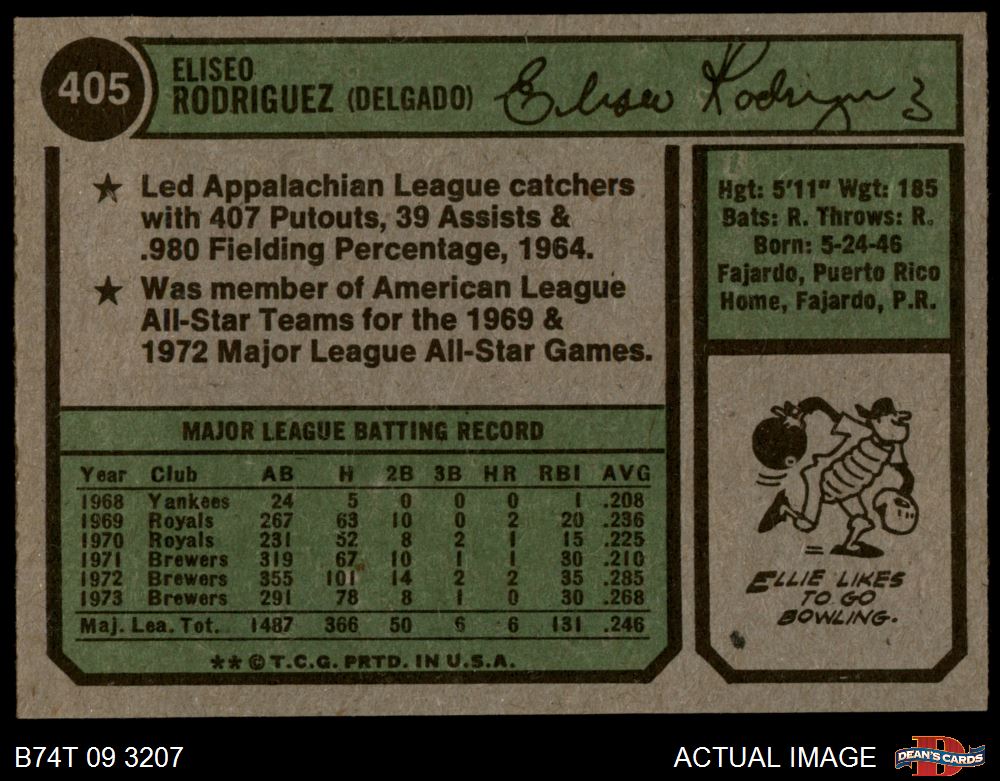 405
ELISEO
RODRIGUEZ (DELGADO)
Eliseo Rodriguez
★ Led Appalachian League catchers
with 407 Putouts, 39 Assists &
.980 Fielding Percentage, 1964.
★ Was member of American League
All-Star Teams for the 1969 &
1972 Major League All-Star Games.
Hgt: 5'11" Wgt: 185
Bats: R. Throws: R.
Born: 5-24-46
Fajardo, Puerto Rico
Home, Fajardo, P.R.
MAJOR LEAGUE BATTING RECORD
Year Club AB H 2B 3B HR RBI AVG
1968 Yankees 24 5 0 0 0 1 .208
1969 Royals 267 63 10 0 2 20 .236
1970 Royals 231 52 8 2 1 15 .225
1971 Brewers 319 67 10 1 1 30 .210
1972 Brewers 355 101 14 2 2 35 .285
1973 Brewers 291 78 8 1 0 30 .268
Maj. Lea. Tot. 1487 366 50 6 6 131 .246
**©T.C.G. PRTD. IN U.S.A.
ELLIE LIKES
TO GO
BOWLING.
B74T 09 3207
ACTUAL IMAGE
D
DEAN'S CARDS